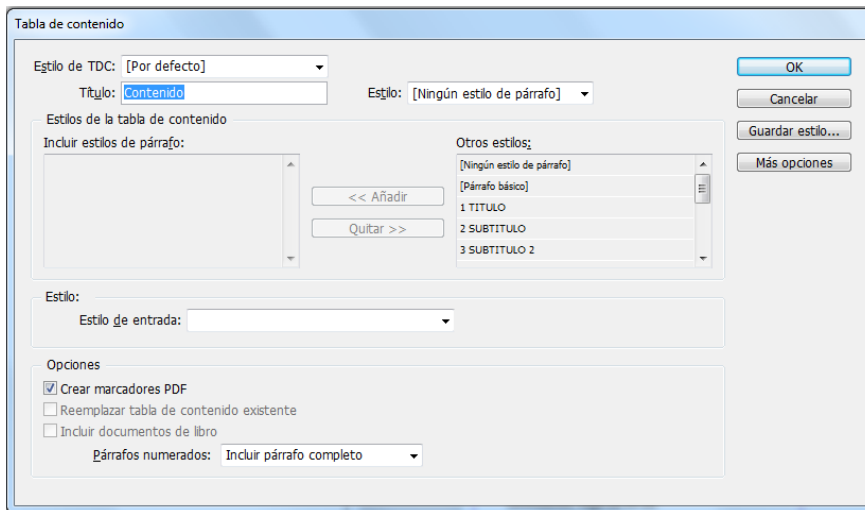 Tabla de contenido
Estilo de TDC: [Por defecto]
Título: Contenido
Estilo: [Ningún estilo de párrafo]
OK
Cancelar
Guardar estilo...
Más opciones
Estilos de la tabla de contenido
Incluir estilos de párrafo:
Otros estilos:
<< Añadir
Quitar >>
[Ningún estilo de párrafo]
[Párrafo básico]
1 TITULO
2 SUBTITULO
3 SUBTITULO 2
Estilo:
Estilo de entrada:
Opciones
Crear marcadores PDF
Reemplazar tabla de contenido existente
Incluir documentos de libro
Párrafos numerados: Incluir párrafo completo